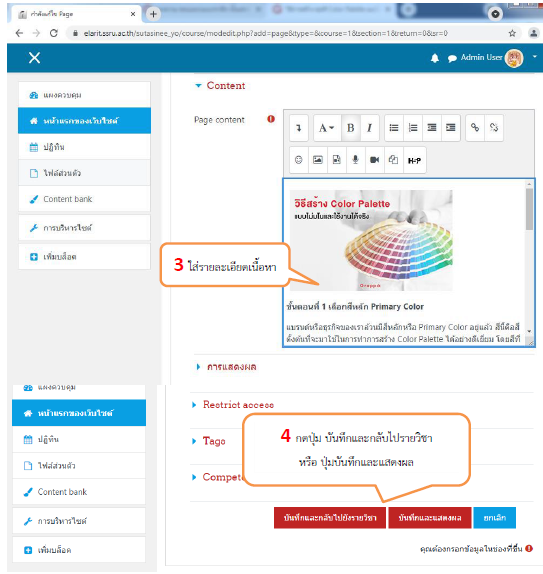 กำลังแก้ไข Page
elarit.ssru.ac.th/sutasinee_yo/course/modedit.php?add=page&type=&course=1&section=1&return=0&sr=0
Admin User
แผงควบคุม
หน้าแรกของเว็บไซต์
ปฏิทิน
ไฟล์ส่วนตัว
Content bank
การบริหารไซต์
เพิ่มบล็อค
Content
Page content
A
B
I
H-P
วิธีสร้าง Color Palette
แบบไม่มโนและใช้งานได้จริง
3 ใส่รายละเอียดเนื้อหา
ขั้นตอนที่ 1 เลือกสีหลัก Primary Color
แบรนด์หรือธุรกิจของเราล้วนมีสีหลักหรือ Primary Color อยู่แล้ว สีนี้คือสี
ตั้งต้นที่จะมาใช้ในการทำการสร้าง Color Palette ได้อย่างดีเยี่ยม โดยสีที่
การแสดงผล
แผงควบคุม
หน้าแรกของเว็บไซต์
ปฏิทิน
ไฟล์ส่วนตัว
Content bank
การบริหารไซต์
เพิ่มบล็อค
Restrict access
Tags
Compete
4 กดปุ่ม บันทึกและกลับไปรายวิชา
หรือ ปุ่มบันทึกและแสดงผล
บันทึกและกลับไปยังรายวิชา
บันทึกและแสดงผล
ยกเลิก
คุณต้องกรอกข้อมูลในช่องที่ขึ้น